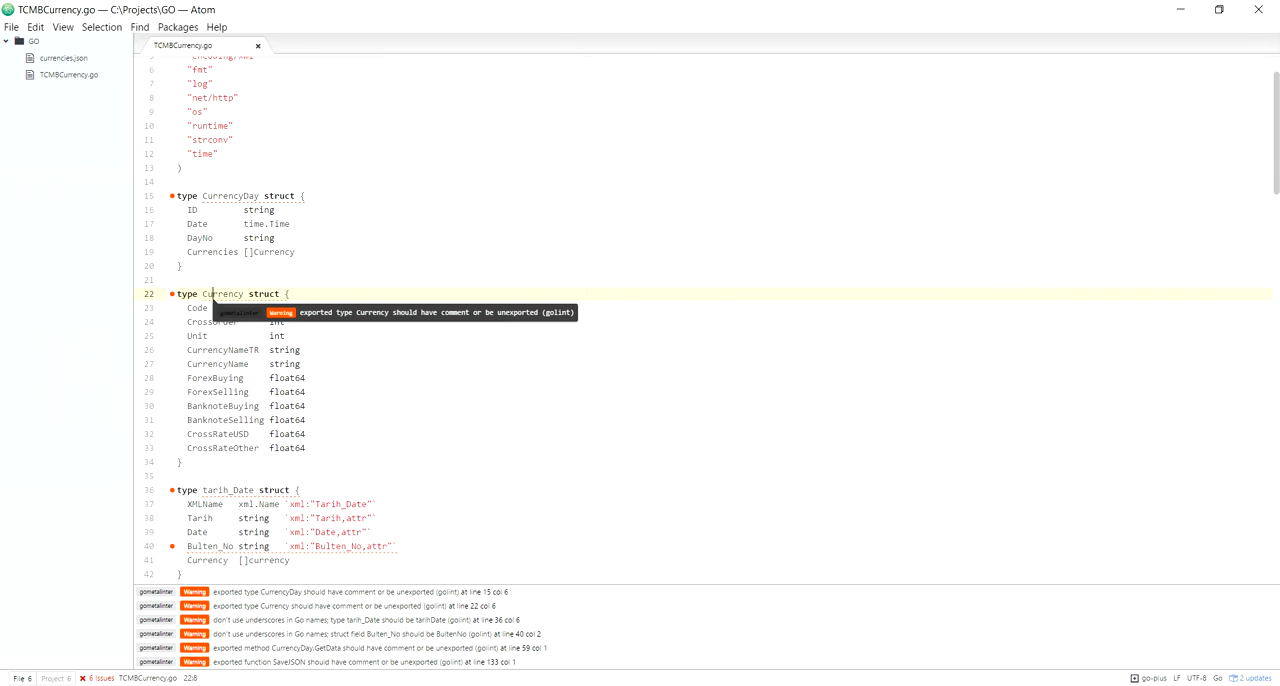 TCMBCurrency.go — C:\Projects\GO — Atom
File Edit View Selection Find Packages Help
GO
currencies.json
TCMBCurrency.go
TCMBCurrency.go
5 "encoding/xml"
6 "fmt"
7 "log"
8 "net/http"
9 "os"
10 "runtime"
11 "strconv"
12 "time"
13 )
14
15 type CurrencyDay struct {
16 ID string
17 Date time.Time
18 DayNo string
19 Currencies []Currency
20 }
21
22 type Currency struct {
23 Code
gometalinter Warning exported type Currency should have comment or be unexported (golint)
24 CrossOrder int
25 Unit int
26 CurrencyNameTR string
27 CurrencyName string
28 ForexBuying float64
29 ForexSelling float64
30 BanknoteBuying float64
31 BanknoteSelling float64
32 CrossRateUSD float64
33 CrossRateOther float64
34 }
35
36 type tarih_Date struct {
37 XMLName xml.Name `xml:"Tarih_Date"`
38 Tarih string `xml:"Tarih,attr"`
39 Date string `xml:"Date,attr"`
40 Bulten_No string `xml:"Bulten_No,attr"`
41 Currency []currency
42 }
gometalinter Warning exported type CurrencyDay should have comment or be unexported (golint) at line 15 col 6
gometalinter Warning exported type Currency should have comment or be unexported (golint) at line 22 col 6
gometalinter Warning don't use underscores in Go names; type tarih_Date should be tarihDate (golint) at line 36 col 6
gometalinter Warning don't use underscores in Go names; struct field Bulten_No should be BultenNo (golint) at line 40 col 2
gometalinter Warning exported method CurrencyDay.GetData should have comment or be unexported (golint) at line 59 col 1
gometalinter Warning exported function SaveJSON should have comment or be unexported (golint) at line 133 col 1
File 6 Project 6 6 Issues TCMBCurrency.go 22:8 go-plus LF UTF-8 Go 2 updates